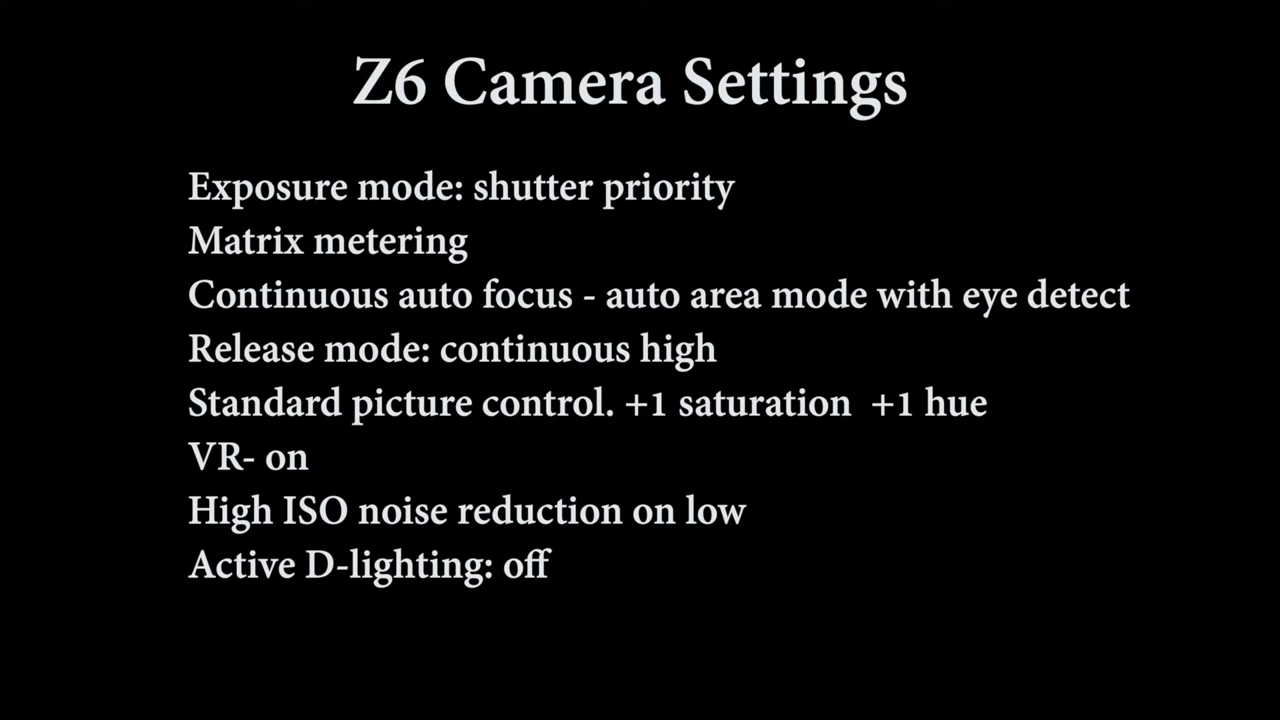 Z6 Camera Settings
Exposure mode: shutter priority
Matrix metering
Continuous auto focus - auto area mode with eye detect
Release mode: continuous high
Standard picture control. +1 saturation  +1 hue
VR- on
High ISO noise reduction on low
Active D-lighting: off